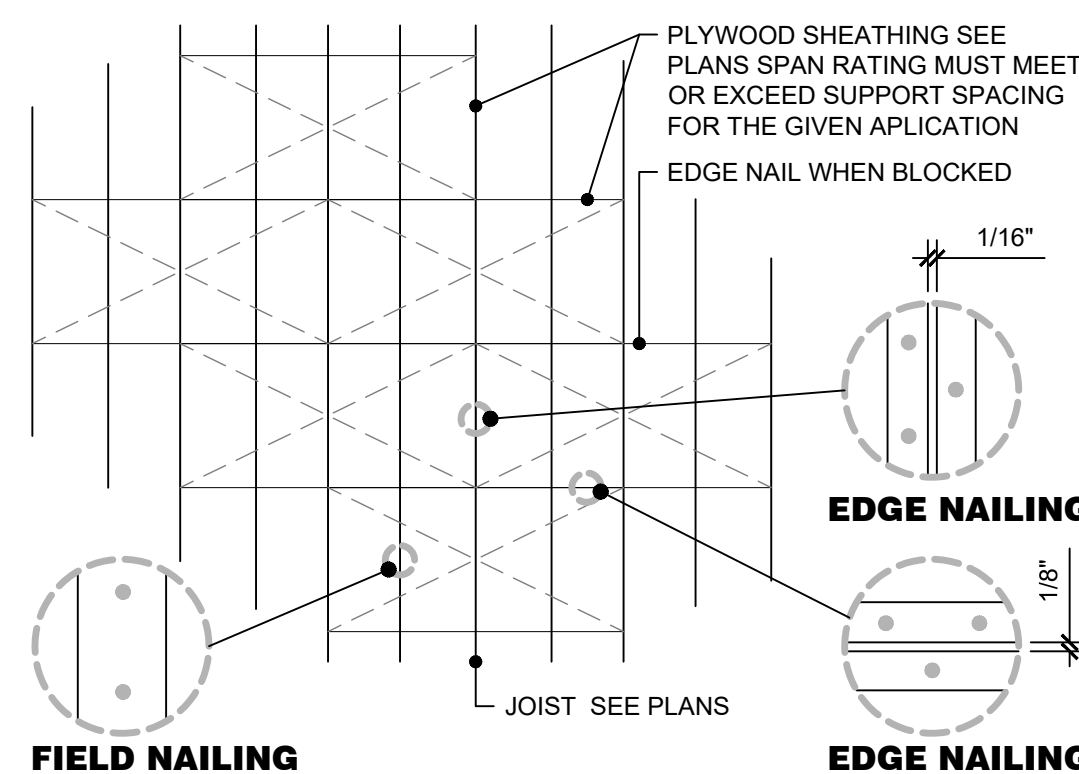 PLYWOOD SHEATHING SEE
PLANS SPAN RATING MUST MEET
OR EXCEED SUPPORT SPACING
FOR THE GIVEN APLICATION
EDGE NAIL WHEN BLOCKED
1/16"
EDGE NAILING
1/8"
JOIST SEE PLANS
FIELD NAILING
EDGE NAILING